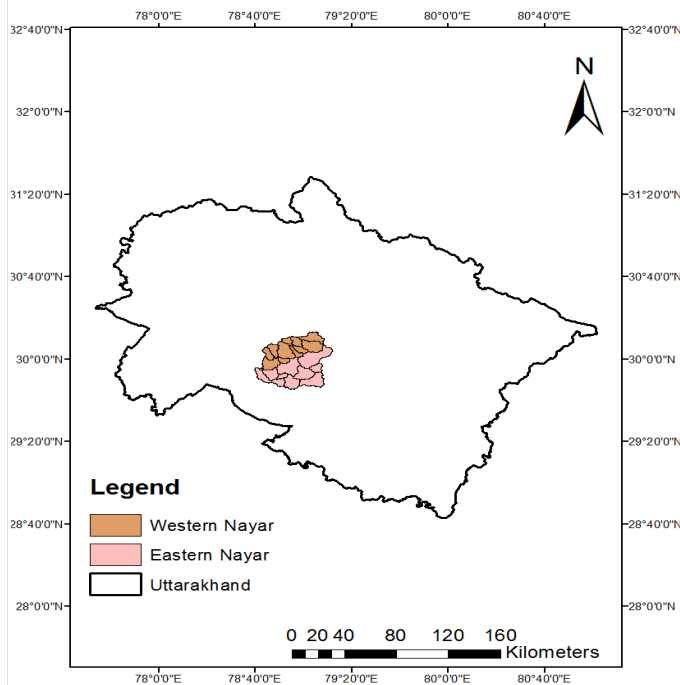 78°0'0"E 78°40'0"E 79°20'0"E 80°0'0"E 80°40'0"E
32°40'0"N 32°40'0"N
N
32°0'0"N 32°0'0"N
31°20'0"N 31°20'0"N
30°40'0"N 30°40'0"N
30°0'0"N 30°0'0"N
29°20'0"N 29°20'0"N
Legend
28°40'0"N Western Nayar 28°40'0"N
Eastern Nayar
Uttarakhand
28°0'0"N 28°0'0"N
0 20 40 80 120 160
Kilometers
78°0'0"E 78°40'0"E 79°20'0"E 80°0'0"E 80°40'0"E